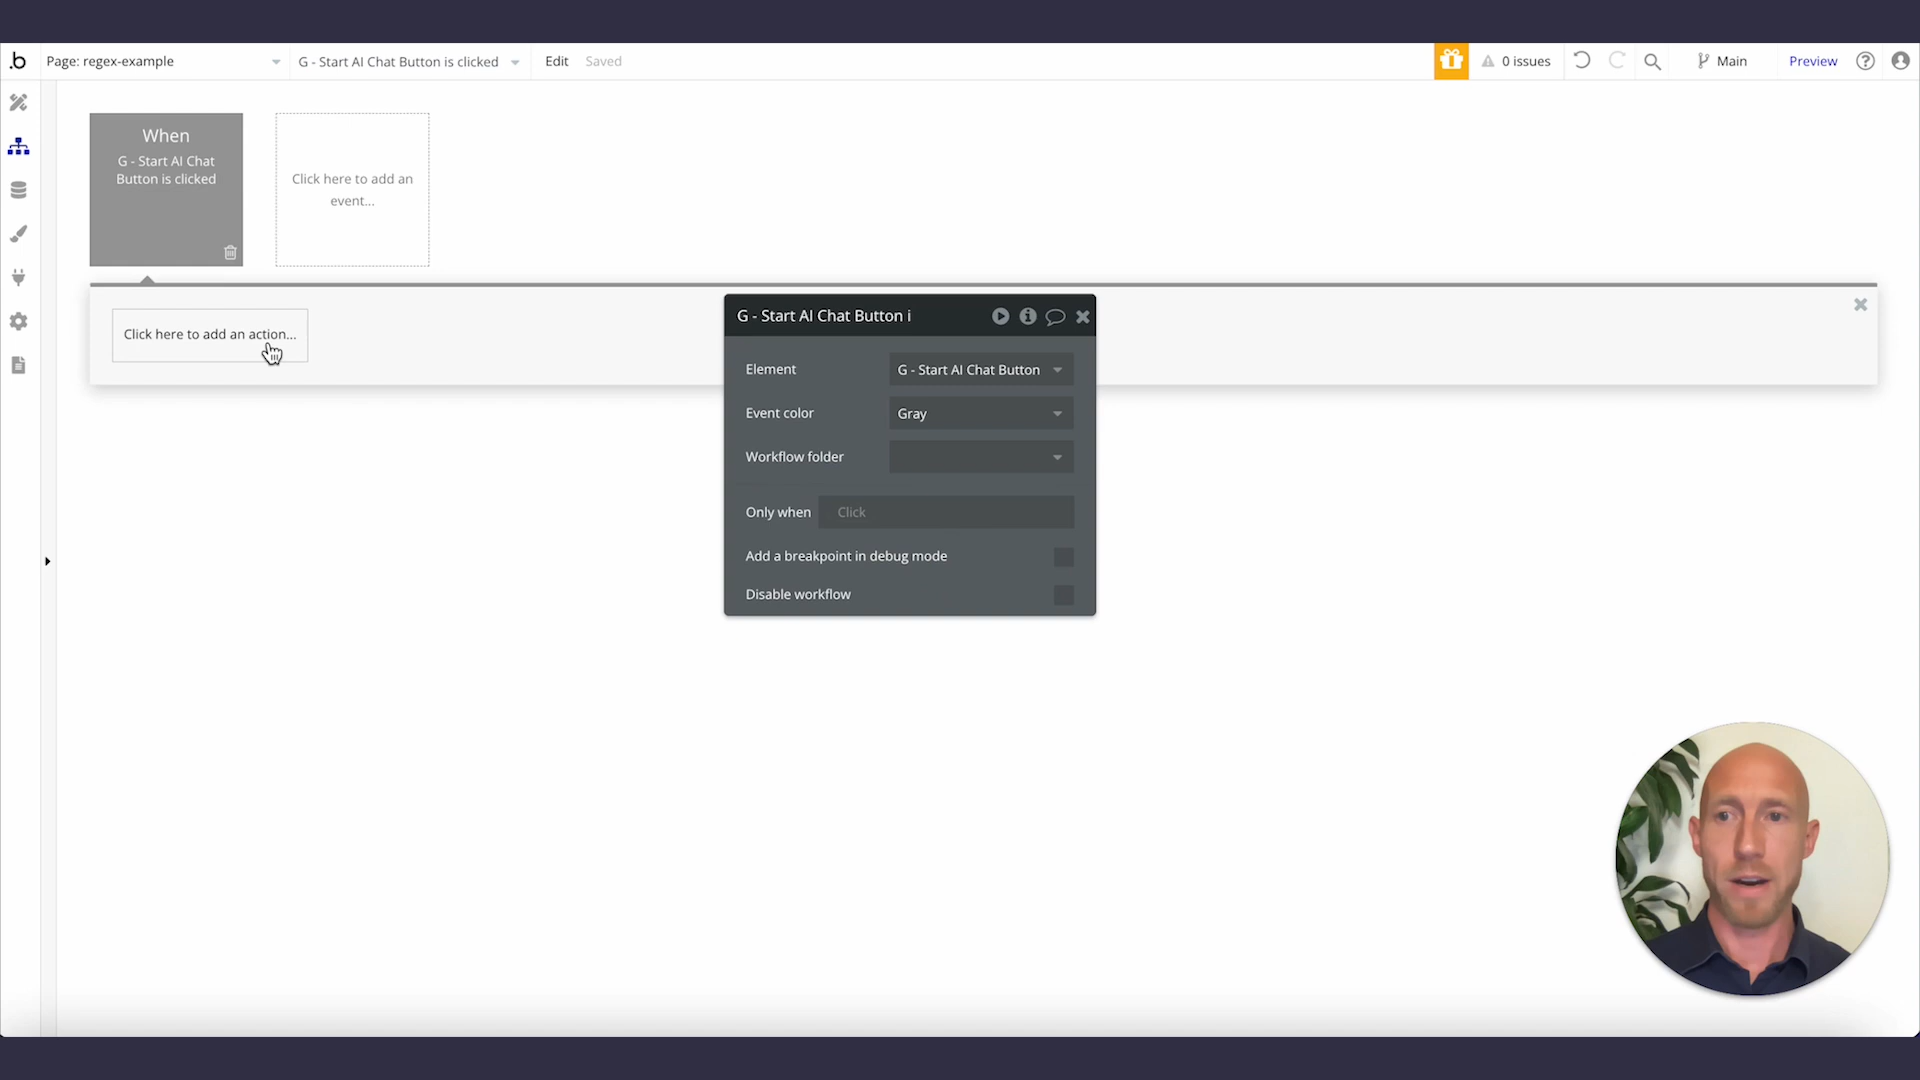 .b
Page: regex-example
G - Start AI Chat Button is clicked
Edit
Saved
0 issues
Main
Preview
When
G - Start AI Chat
Button is clicked
Click here to add an
event...
Click here to add an action...
G - Start AI Chat Button i
Element
G - Start AI Chat Button
Event color
Gray
Workflow folder
Only when
Click
Add a breakpoint in debug mode
Disable workflow